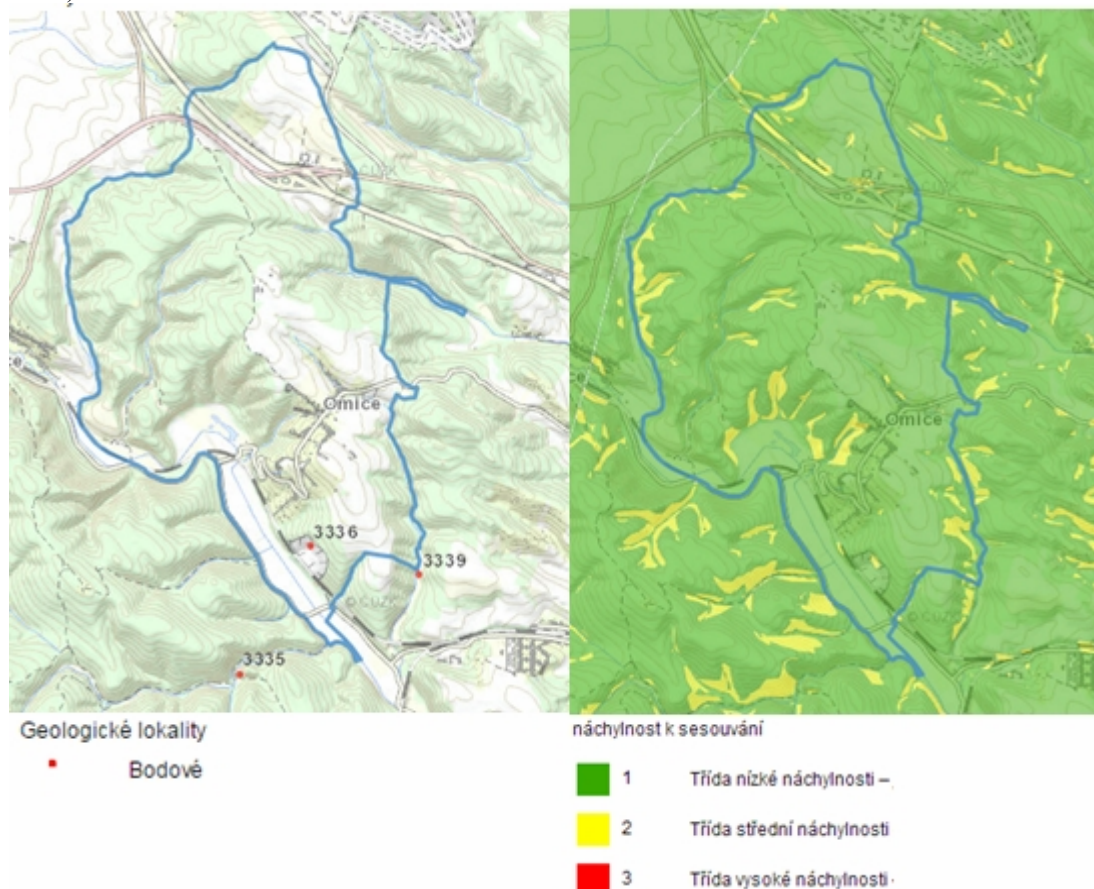 Omice
3336
3339
3335
© ČÚZK
Geologické lokality
Bodové
Omice
náchylnost k sesouvání
1 Třída nízké náchylnosti –
2 Třída střední náchylnosti
3 Třída vysoké náchylnosti